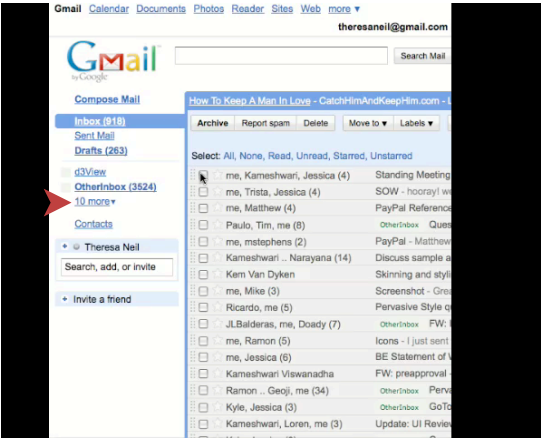 Gmail Calendar Documents Photos Reader Sites Web more ▼
theresaneil@gmail.com
Gmail
by Google
Search Mail
Compose Mail
Inbox (918)
Sent Mail
Drafts (263)
d3View
OtherInbox (3524)
10 more▼
Contacts
Theresa Neil
Search, add, or invite
Invite a friend
How To Keep A Man In Love - CatchHimAndKeepHim.com -
Archive Report spam Delete Move to ▼ Labels ▼
Select: All, None, Read, Unread, Starred, Unstarred
me, Kameshwari, Jessica (4) Standing Meeting
me, Trista, Jessica (4) SOW - hooray!
me, Matthew (4) PayPal Reference
Paulo, Tim, me (8) OtherInbox
me, mstephens (2) PayPal - Matthew
Kameshwari .. Narayana (14) Discuss sample a
Kem Van Dyken Skinning and
me, Mike (3) Screenshot -
Ricardo, me (5) Pervasive Style
JLBalderas, me, Doady (7) OtherInbox FW:
me, Ramon (5) Icons - I just sent
me, Jessica (6) BE Statement of
Kameshwari Viswanadha FW: preapproval -
Ramon .. Geoji, me (34) OtherInbox
Kyle, Jessica (3) OtherInbox
Kameshwari, Loren, me (3) Update: UI